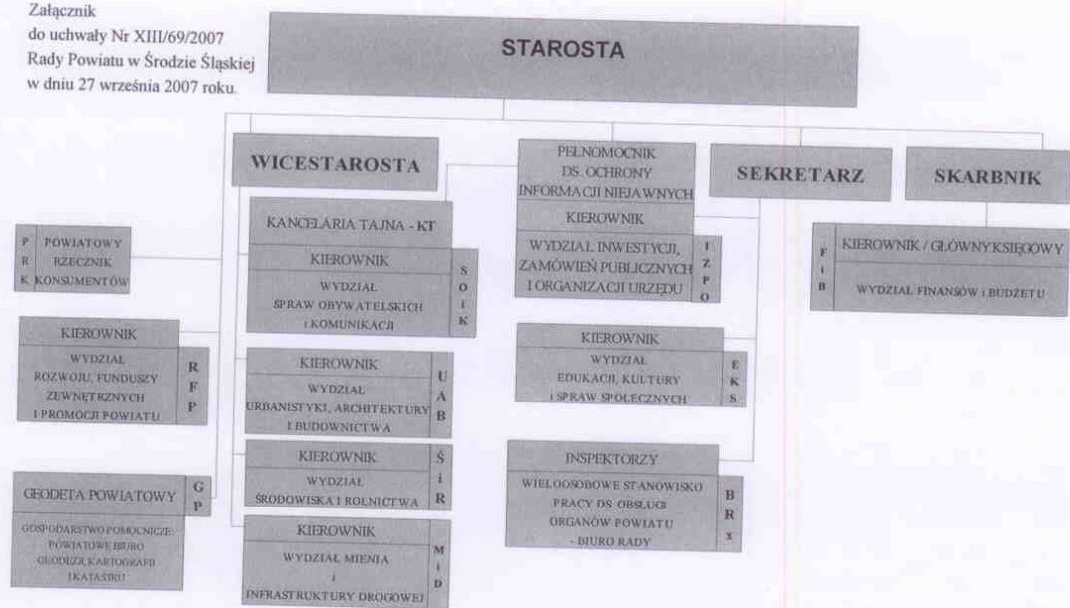 Załącznik
do uchwały Nr XIII/69/2007
Rady Powiatu w Środzie Śląskiej
w dniu 27 września 2007 roku.
STAROSTA
WICESTAROSTA
PEŁNOMOCNIK
DS. OCHRONY
INFORMACJI NIEJAWNYCH
SEKRETARZ
SKARBNIK
P R K
POWIATOWY
RZECZNIK
KONSUMENTÓW
KIEROWNIK
WYDZIAŁ
ROZWOJU, FUNDUSZY
ZEWNĘTRZNYCH
I PROMOCJI POWIATU
R F P
GEODETA POWIATOWY
G P
GOSPODARSTWO POMOCNICZE:
POWIATOWE BIURO
GEODEZJI, KARTOGRAFII
I KATASTRU
KANCELARIA TAJNA - KT
KIEROWNIK
WYDZIAŁ
SPRAW OBYWATELSKICH
i KOMUNIKACJI
S O i K
KIEROWNIK
WYDZIAŁ
URBANISTYKI, ARCHITEKTURY
I BUDOWNICTWA
U A B
KIEROWNIK
WYDZIAŁ
ŚRODOWISKA I ROLNICTWA
Ś i R
KIEROWNIK
WYDZIAŁ MIENIA
i
INFRASTRUKTURY DROGOWEJ
M i D
KIEROWNIK
WYDZIAŁ INWESTYCJI,
ZAMÓWIEŃ PUBLICZNYCH
I ORGANIZACJI URZĘDU
I Z P O
KIEROWNIK
WYDZIAŁ
EDUKACJI, KULTURY
i SPRAW SPOŁECZNYCH
E K S
INSPEKTORZY
WIELOOSOBOWE STANOWISKO
PRACY DS. OBSŁUGI
ORGANÓW POWIATU
- BIURO RADY
B R x
F i B
KIEROWNIK / GŁÓWNY KSIĘGOWY
WYDZIAŁ FINANSÓW i BUDŻETU